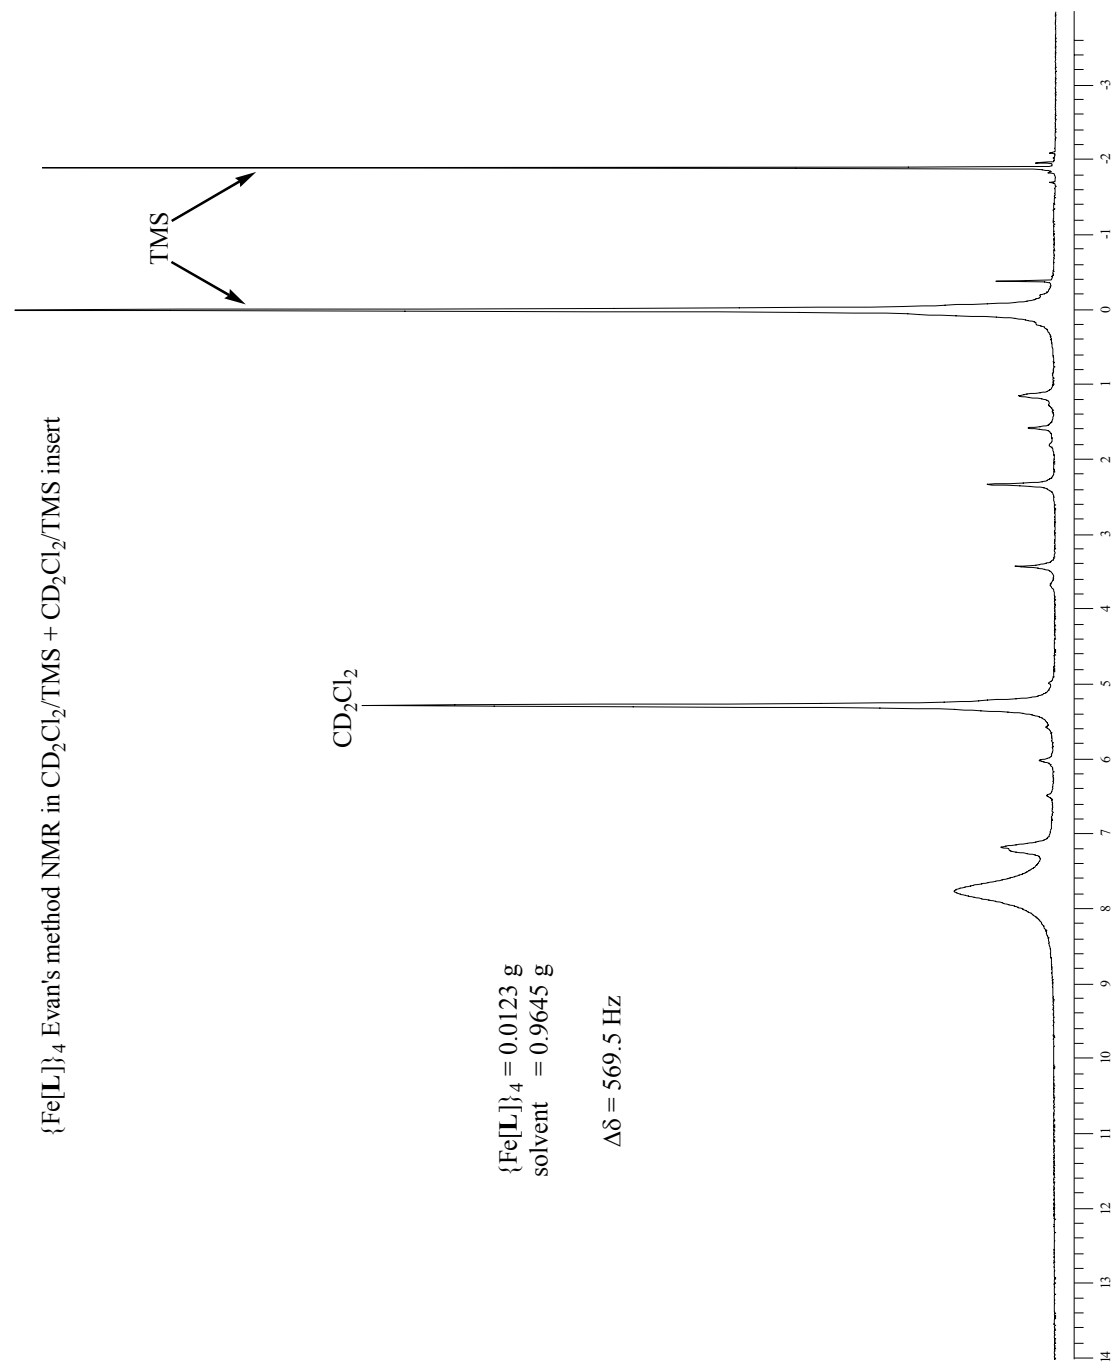 {Fe[L]}4 Evan's method NMR in CD2Cl2/TMS + CD2Cl2/TMS insert
TMS
CD2Cl2
{Fe[L]}4 = 0.0123 g
solvent = 0.9645 g
Δδ = 569.5 Hz
14 13 12 11 10 9 8 7 6 5 4 3 2 1 0 -1 -2 -3